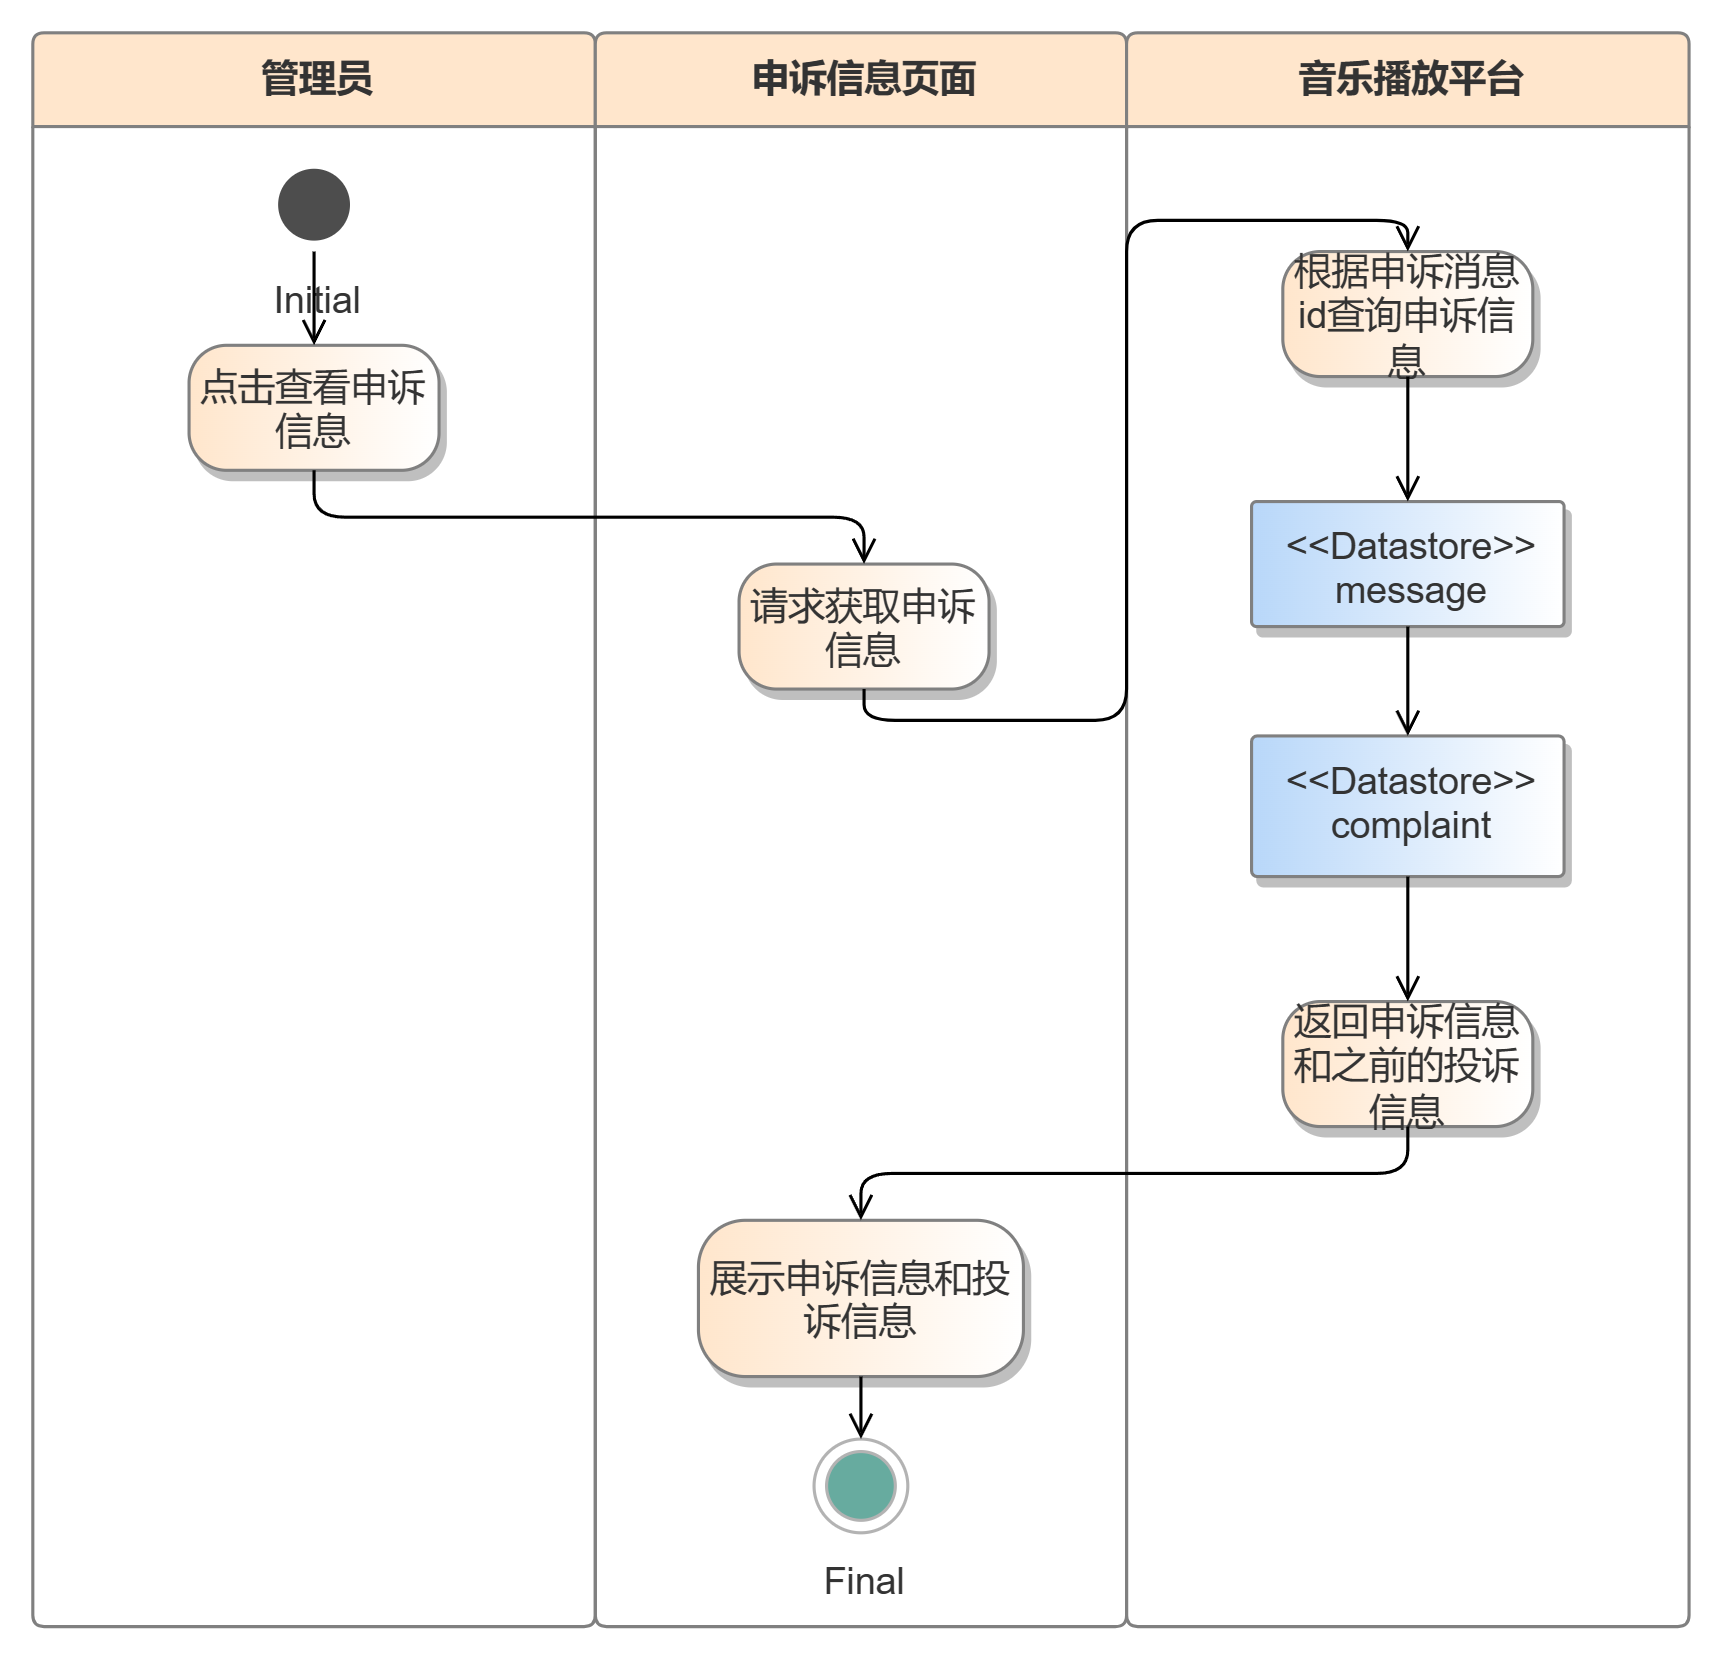 管理员
申诉信息页面
音乐播放平台
Initial
点击查看申诉
信息
请求获取申诉
信息
根据申诉消息
id查询申诉信
息
<<Datastore>>
message
<<Datastore>>
complaint
返回申诉信息
和之前的投诉
信息
展示申诉信息和投
诉信息
Final